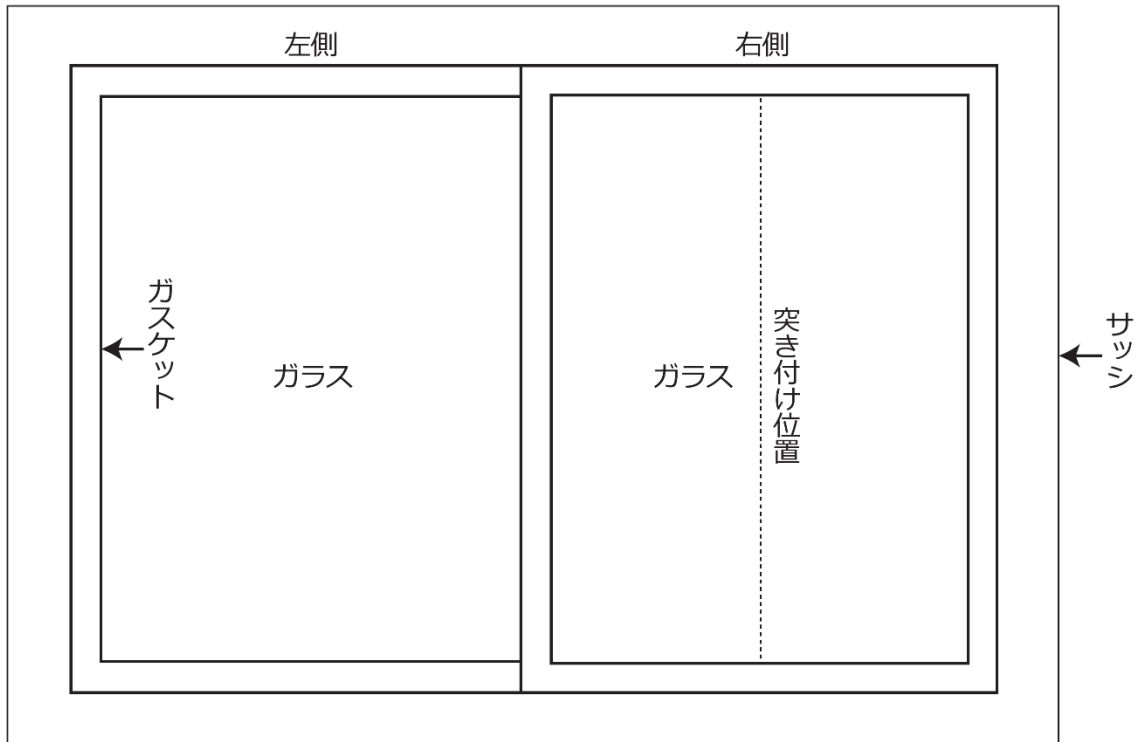 左側
右側
ガスケット
ガラス
ガラス
突き付け位置
サッシ